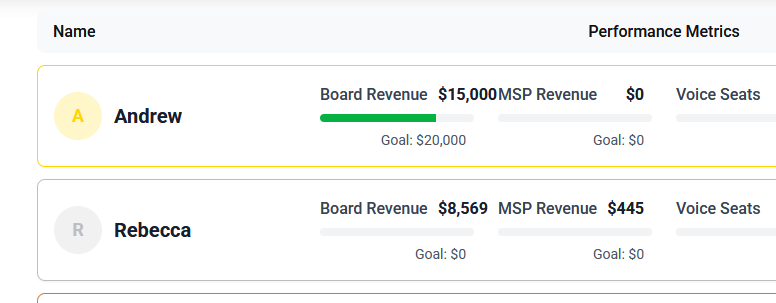 Name Performance Metrics
Board Revenue $15,000 MSP Revenue $0 Voice Seats
A Andrew
Goal: $20,000 Goal: $0
Board Revenue $8,569 MSP Revenue $445 Voice Seats
R Rebecca
Goal: $0 Goal: $0